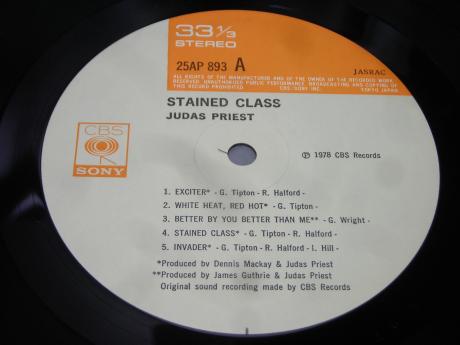 33 1/3
STEREO
25AP 893 A
JASRAC
ALL RIGHTS OF THE MANUFACTURER AND OF THE OWNER OF THE RECORDED WORK
RESERVED. UNAUTHORISED PUBLIC PERFORMANCE BROADCASTING AND COPYING OF
THIS RECORD PROHIBITED CBS/SONY INC. TOKYO JAPAN
STAINED CLASS
JUDAS PRIEST
CBS
SONY
Ⓟ 1978 CBS Records
1. EXCITER* - G. Tipton - R. Halford -
2. WHITE HEAT, RED HOT* - G. Tipton -
3. BETTER BY YOU BETTER THAN ME** - G. Wright -
4. STAINED CLASS* - G. Tipton - R. Halford -
5. INVADER* - G. Tipton - R. Halford - I. Hill -
*Produced by Dennis Mackay & Judas Priest
**Produced by James Guthrie & Judas Priest
Original sound recording made by CBS Records